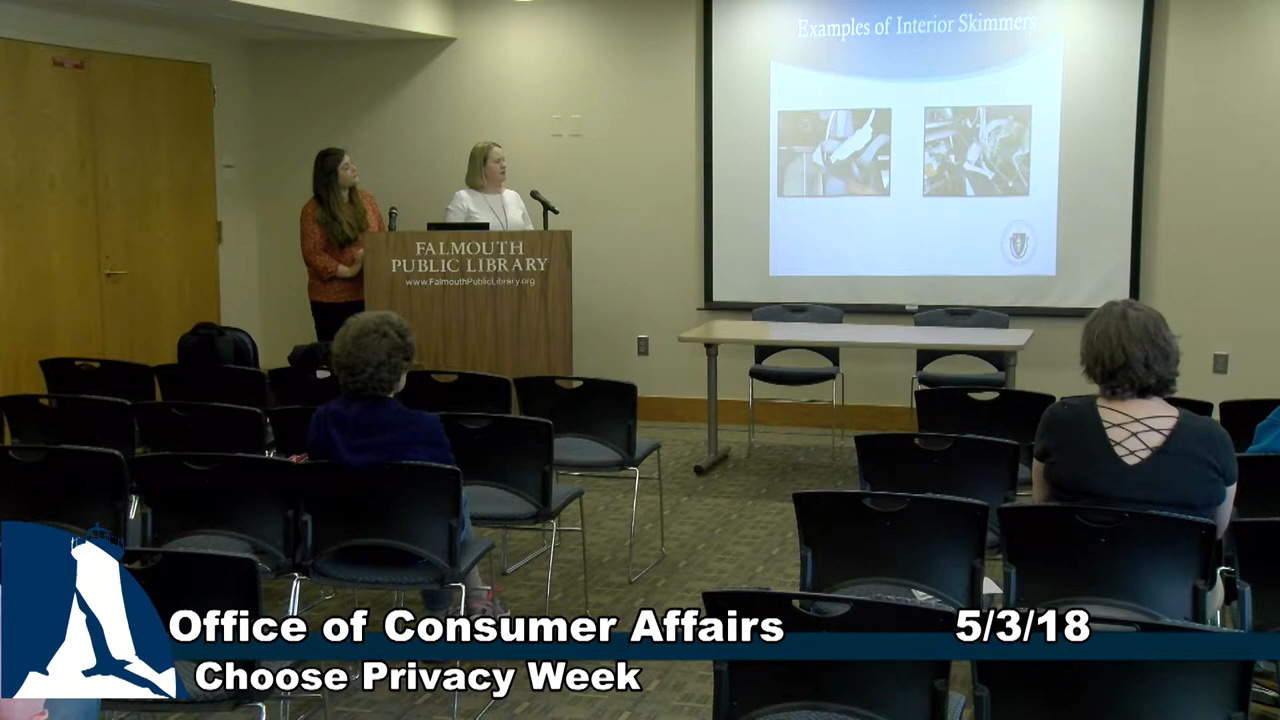 Examples of Interior Skimmers
FALMOUTH
PUBLIC LIBRARY
www.FalmouthPublicLibrary.org
Office of Consumer Affairs
5/3/18
Choose Privacy Week